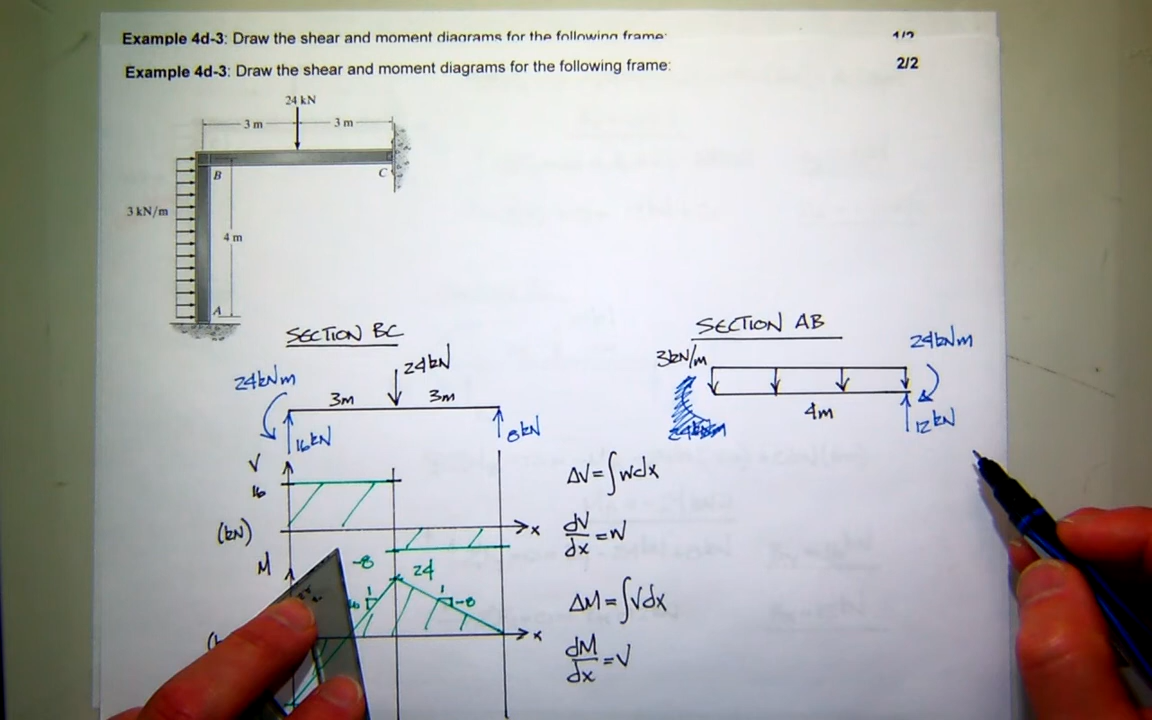 Example 4d-3: Draw the shear and moment diagrams for the following frame:
Example 4d-3: Draw the shear and moment diagrams for the following frame:
2/2
24 kN
3 m
3 m
B
C
3 kN/m
4 m
A
SECTION BC
24kNm
24kN
3m
3m
16kN
8kN
V
16
(kN)
x
-8
M
24
1
1
-8
x
ΔV=∫wdx
dV/dx=W
ΔM=∫Vdx
dM/dx=V
SECTION AB
3kN/m
24kNm
4m
12kN